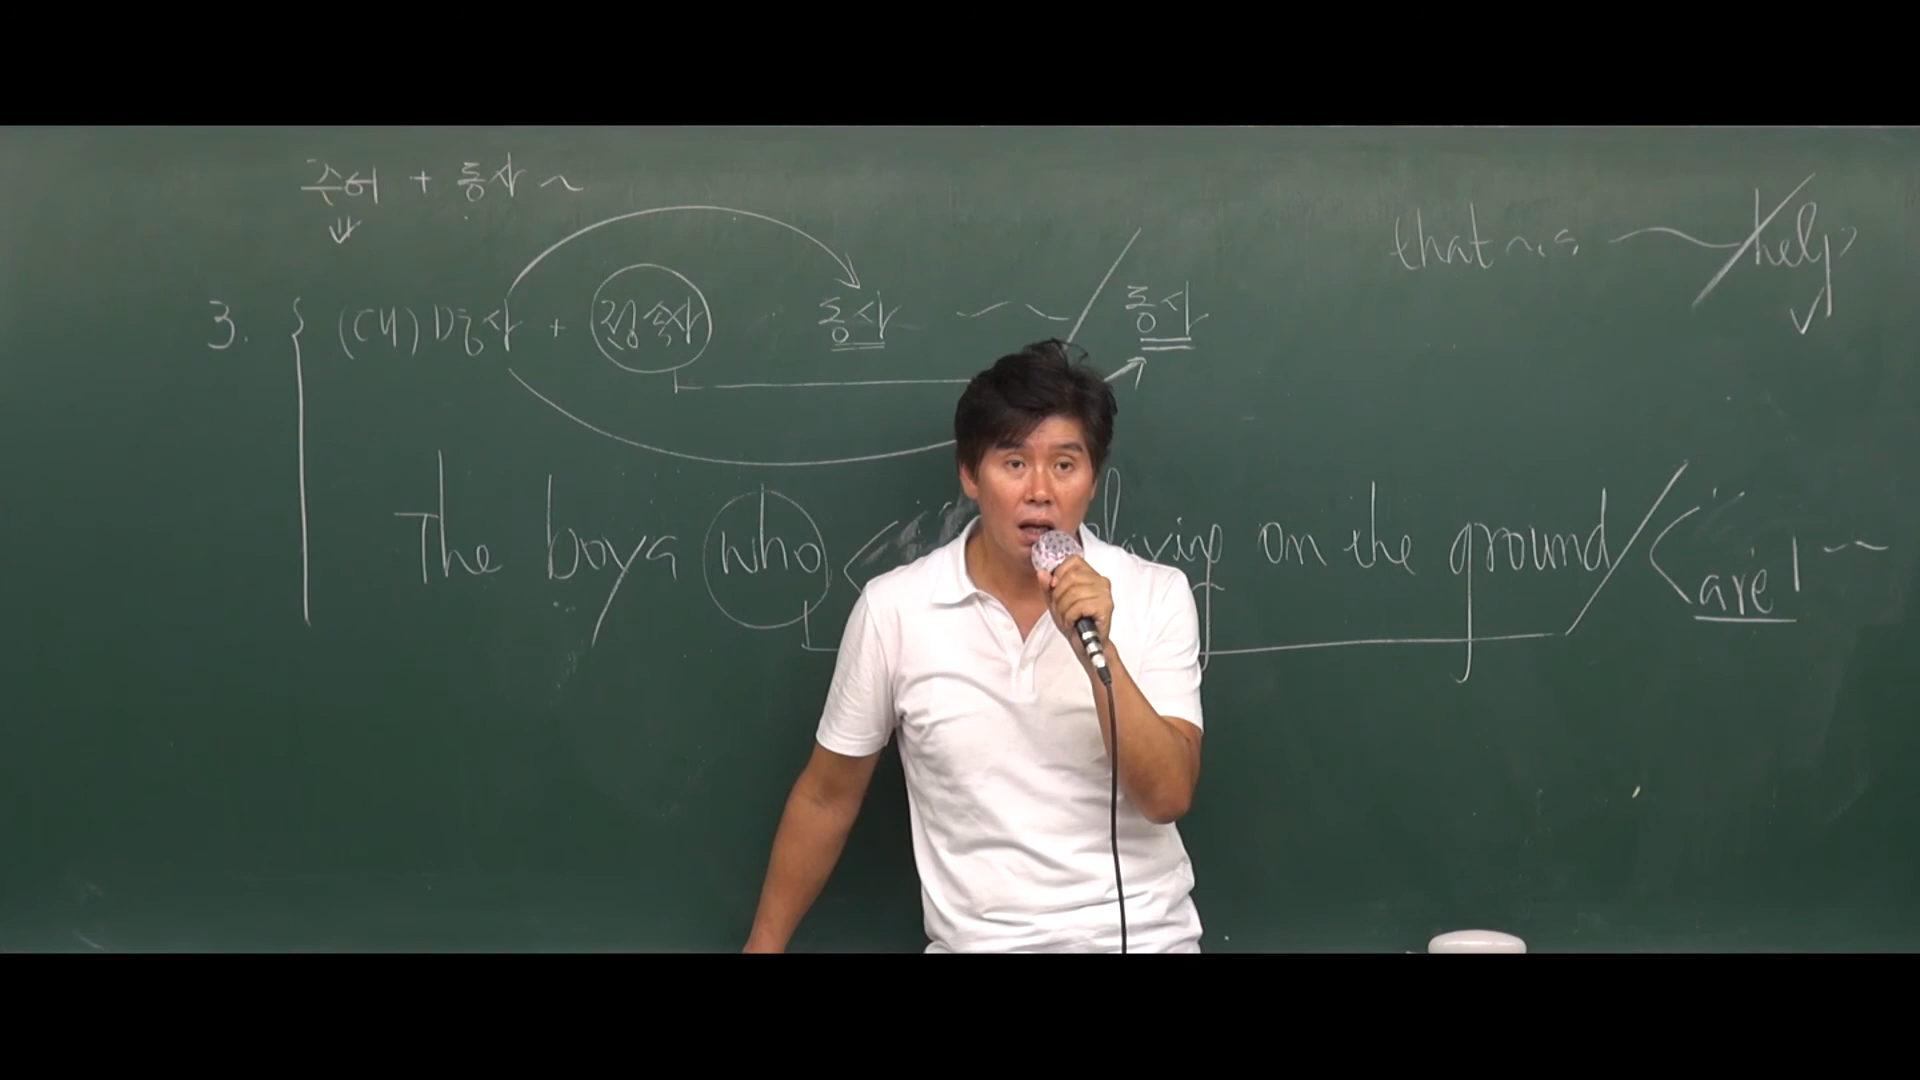 주어 + 동사 ~
that ~ help
3. { (대)명사 + 접속사 동사 ~ 동사
The boys who playing on the ground are ~